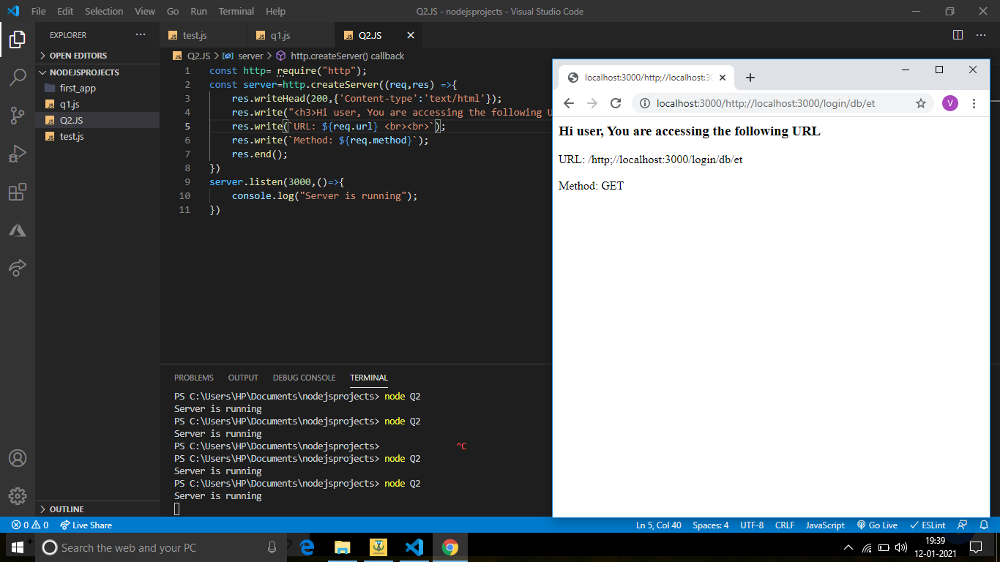 File Edit Selection View Go Run Terminal Help
Q2.JS - nodejsprojects - Visual Studio Code
EXPLORER
OPEN EDITORS
NODEJSPROJECTS
first_app
q1.js
Q2.JS
test.js
OUTLINE
test.js q1.js Q2.JS
Q2.JS > server > http.createServer() callback
1 const http= require("http");
2 const server=http.createServer((req,res) =>{
3 res.writeHead(200,{'Content-type':'text/html'});
4 res.write("<h3>Hi user, You are accessing the following U
5 res.write(`URL: ${req.url} <br><br>`);
6 res.write(`Method: ${req.method}`);
7 res.end();
8 })
9 server.listen(3000,()=>{
10 console.log("Server is running");
11 })
PROBLEMS OUTPUT DEBUG CONSOLE TERMINAL
PS C:\Users\HP\Documents\nodejsprojects> node Q2
Server is running
PS C:\Users\HP\Documents\nodejsprojects> node Q2
Server is running
PS C:\Users\HP\Documents\nodejsprojects> ^C
PS C:\Users\HP\Documents\nodejsprojects> node Q2
Server is running
PS C:\Users\HP\Documents\nodejsprojects> node Q2
Server is running
localhost:3000/http;//localhost:30
localhost:3000/http://localhost:3000/login/db/et
V
Hi user, You are accessing the following URL
URL: /http;//localhost:3000/login/db/et
Method: GET
0 0 Live Share
Ln 5, Col 40 Spaces: 4 UTF-8 CRLF JavaScript Go Live ESLint
Search the web and your PC
19:39
12-01-2021